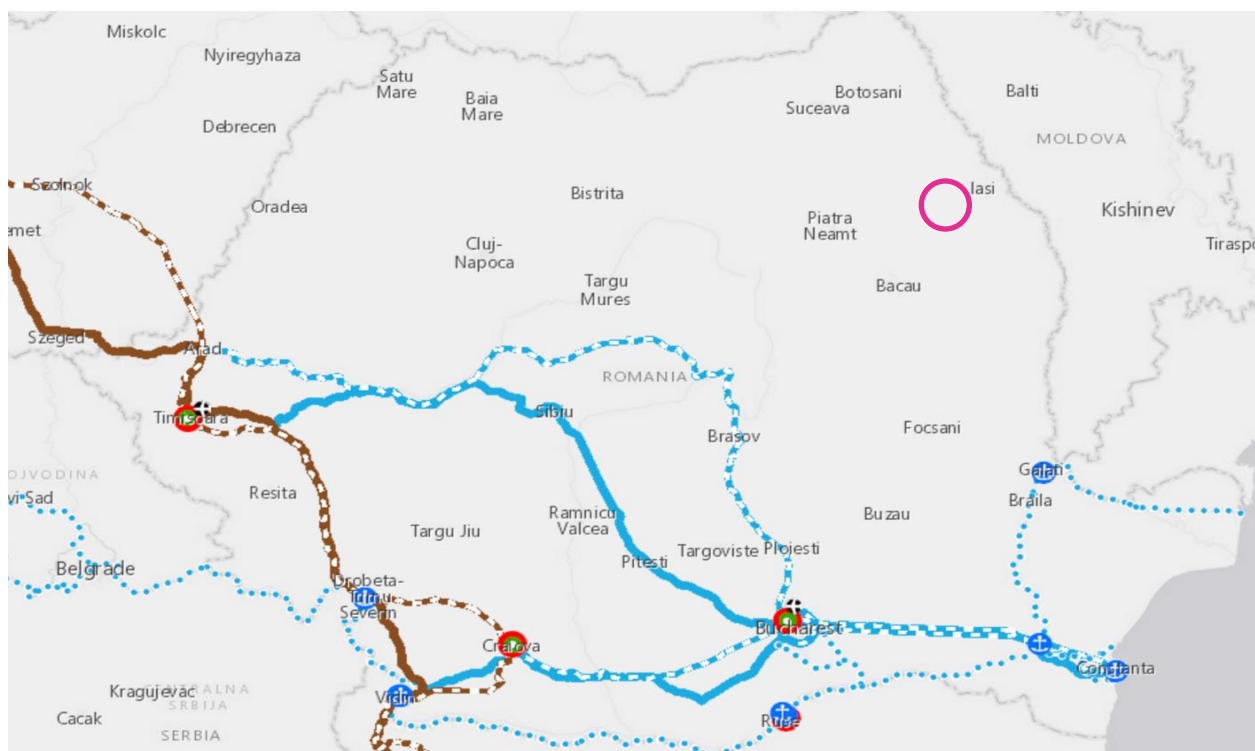 Miskolc
Nyiregyhaza
Satu
Mare
Baia
Mare
Botosani
Balti
Suceava
Debrecen
MOLDOVA
Szolnok
Iasi
Bistrita
Oradea
Piatra
Neamt
Kishinev
emet
Cluj-
Napoca
Tiraspo
Targu
Mures
Bacau
Szeged
Arad
ROMANIA
Timisoara
Sibiu
Brasov
Focsani
OJVODINA
Galati
vi Sad
Resita
Braila
Ramnicu
Valcea
Buzau
Targu Jiu
Targoviste
Ploiesti
Pitesti
Belgrade
Drobeta-
Turnu
Severin
Bucharest
Craiova
Constanta
Kragujevac
CENTRALNA
SRBIJA
Vidin
Cacak
Ruse
SERBIA